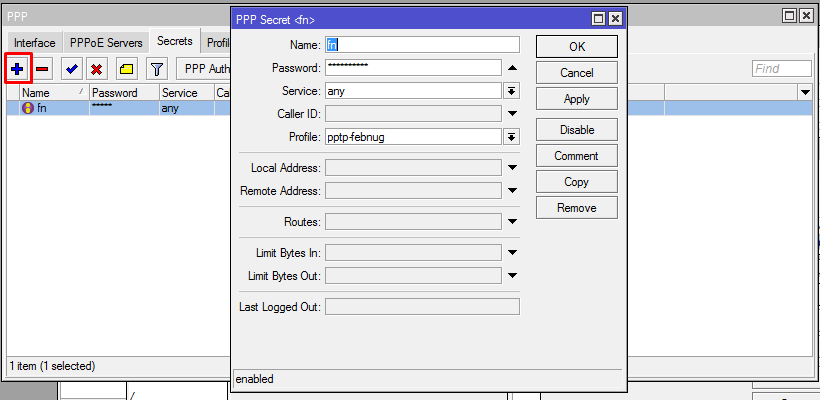 PPP
Interface
PPPoE Servers
Secrets
Profil
PPP Auth
Find
Name
Password
Service
Ca
fn
*****
any
1 item (1 selected)
PPP Secret <fn>
Name: fn
Password: **********
Service: any
Caller ID:
Profile: pptp-febnug
Local Address:
Remote Address:
Routes:
Limit Bytes In:
Limit Bytes Out:
Last Logged Out:
OK
Cancel
Apply
Disable
Comment
Copy
Remove
enabled